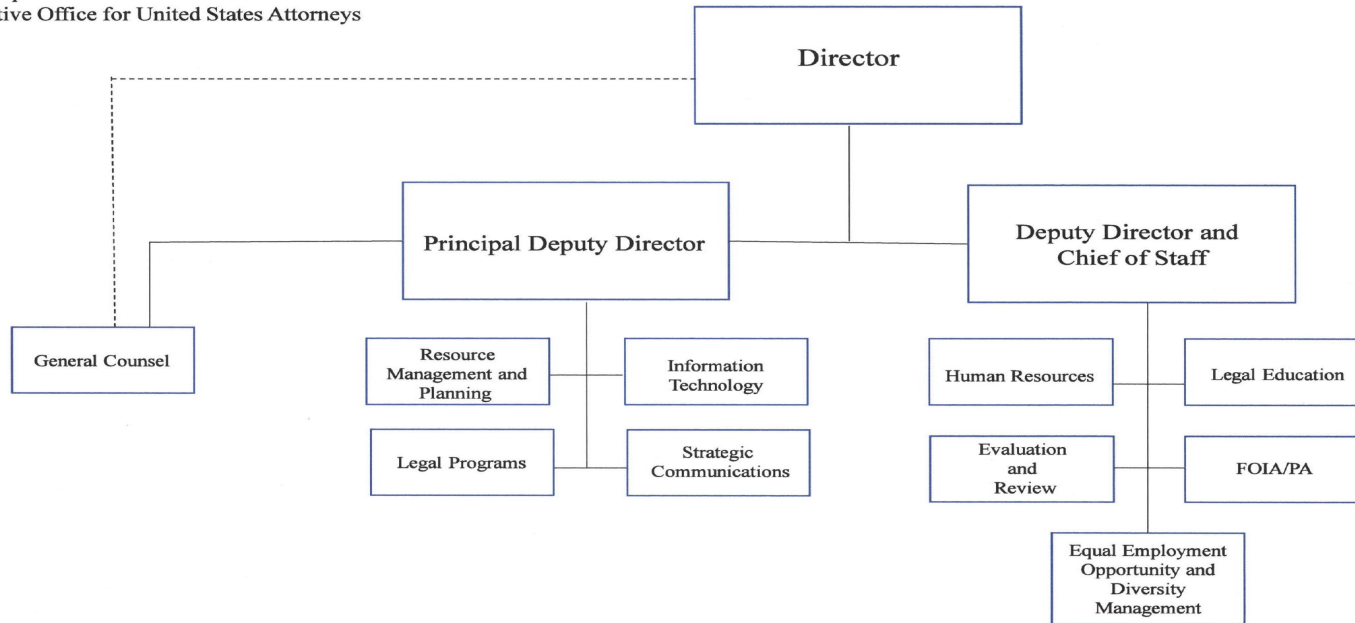 Office for United States Attorneys
Director
Principal Deputy Director
Deputy Director and
Chief of Staff
General Counsel
Resource
Management and
Planning
Information
Technology
Legal Programs
Strategic
Communications
Human Resources
Legal Education
Evaluation
and
Review
FOIA/PA
Equal Employment
Opportunity and
Diversity
Management